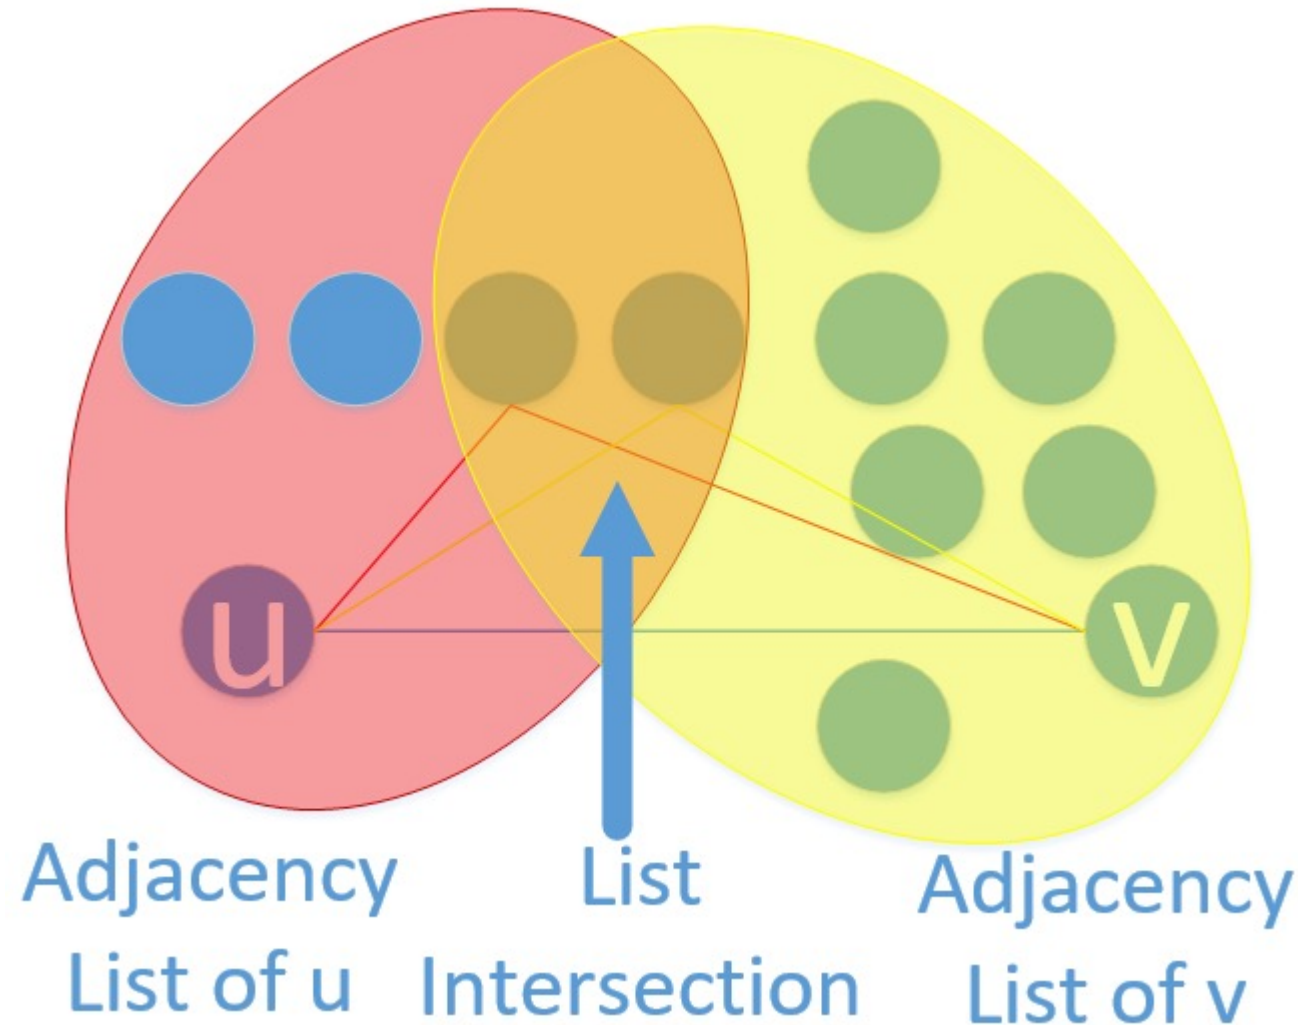 u
v
Adjacency
List of u
List
Intersection
Adjacency
List of v